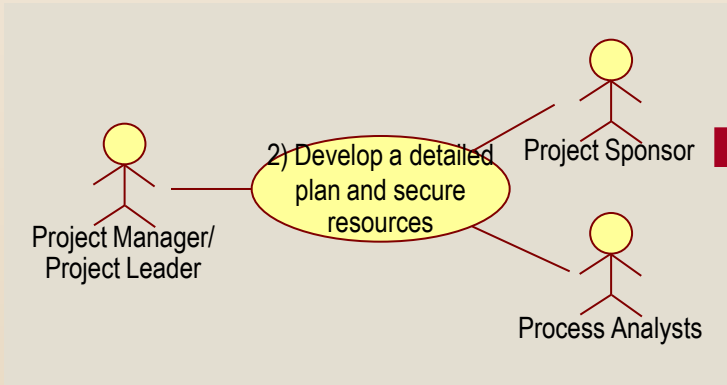 2) Develop a detailed
plan and secure
resources
Project Manager/
Project Leader
Project Sponsor
Process Analysts